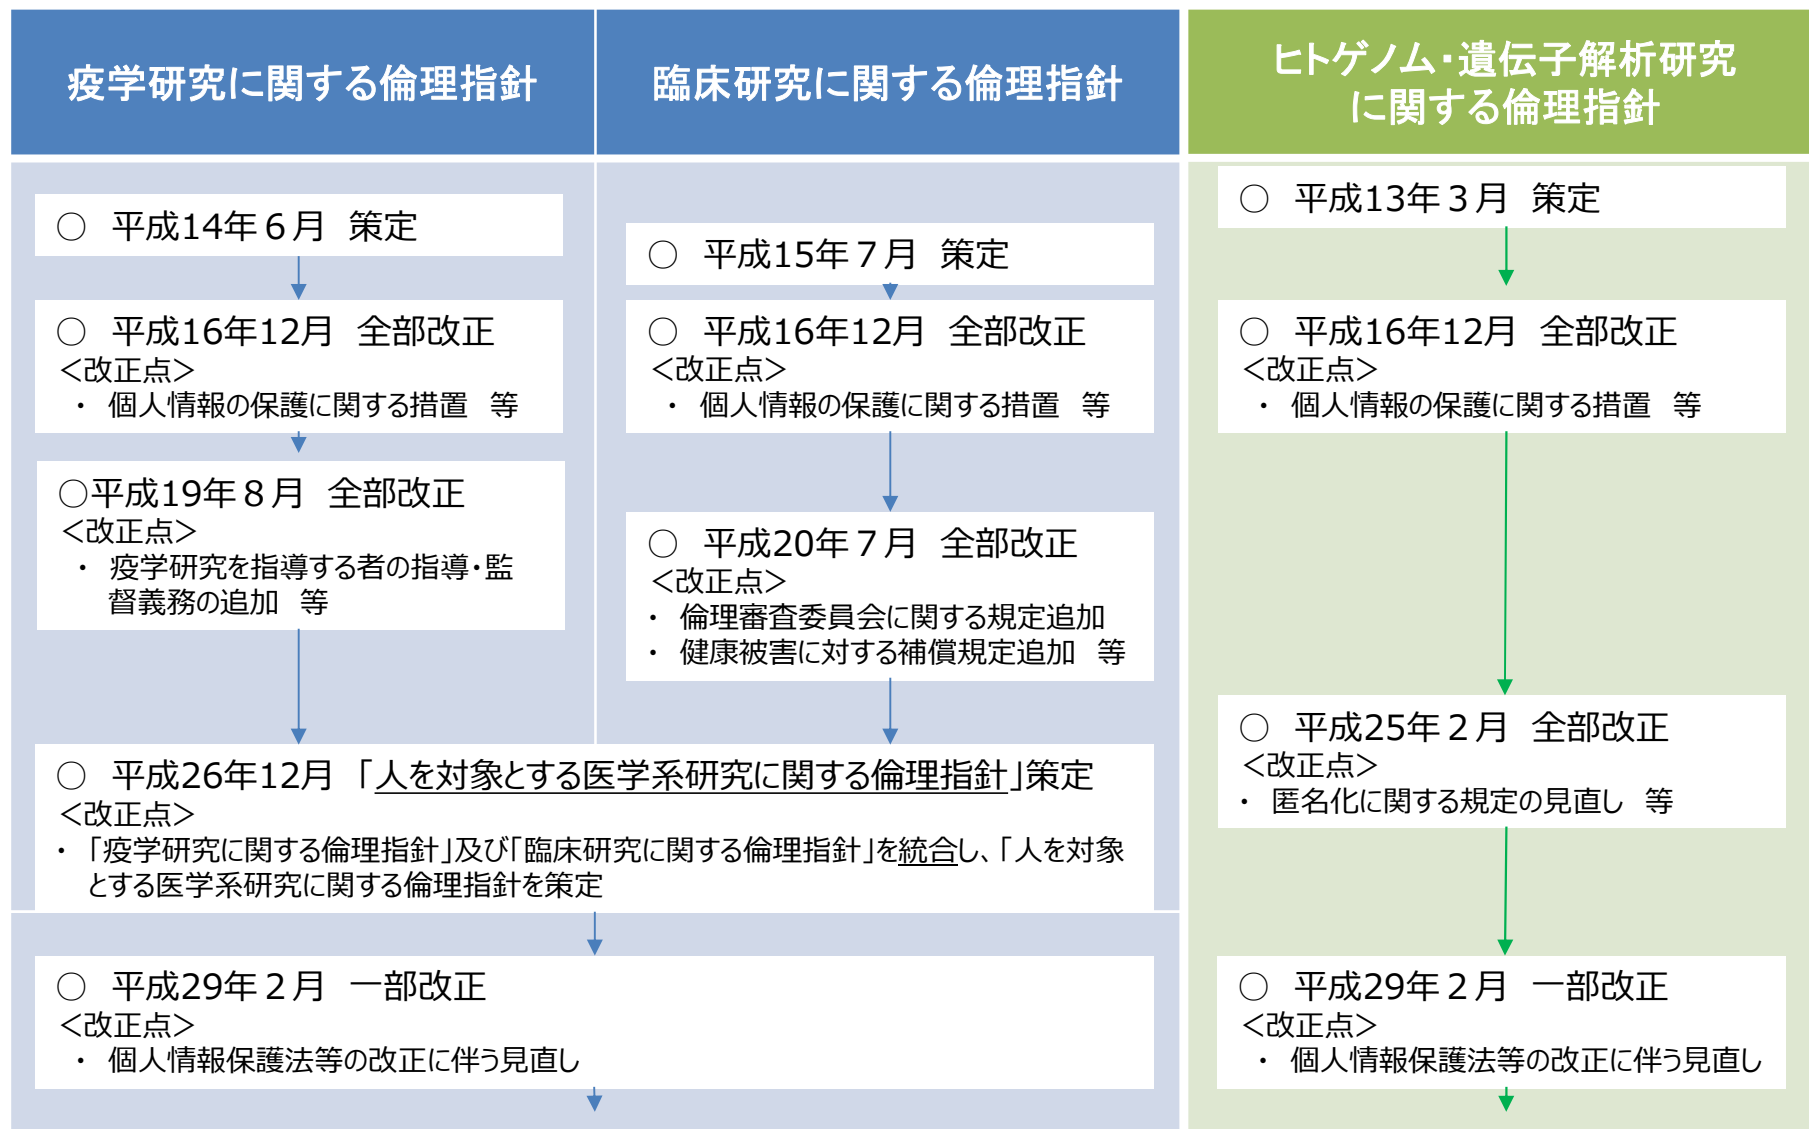 疫学研究に関する倫理指針
臨床研究に関する倫理指針
ヒトゲノム・遺伝子解析研究
に関する倫理指針
○　平成14年６月　策定
○　平成16年12月　全部改正
＜改正点＞
・　個人情報の保護に関する措置　等
○平成19年８月　全部改正
＜改正点＞
・　疫学研究を指導する者の指導・監
督義務の追加　等
○　平成15年７月　策定
○　平成16年12月　全部改正
＜改正点＞
・　個人情報の保護に関する措置　等
○　平成20年７月　全部改正
＜改正点＞
・　倫理審査委員会に関する規定追加
・　健康被害に対する補償規定追加　等
○　平成26年12月　「人を対象とする医学系研究に関する倫理指針」策定
＜改正点＞
・　「疫学研究に関する倫理指針」及び「臨床研究に関する倫理指針」を統合し、「人を対象
とする医学系研究に関する倫理指針を策定
○　平成29年２月　一部改正
＜改正点＞
・　個人情報保護法等の改正に伴う見直し
○　平成13年３月　策定
○　平成16年12月　全部改正
＜改正点＞
・　個人情報の保護に関する措置　等
○　平成25年２月　全部改正
＜改正点＞
・　匿名化に関する規定の見直し　等
○　平成29年２月　一部改正
＜改正点＞
・　個人情報保護法等の改正に伴う見直し